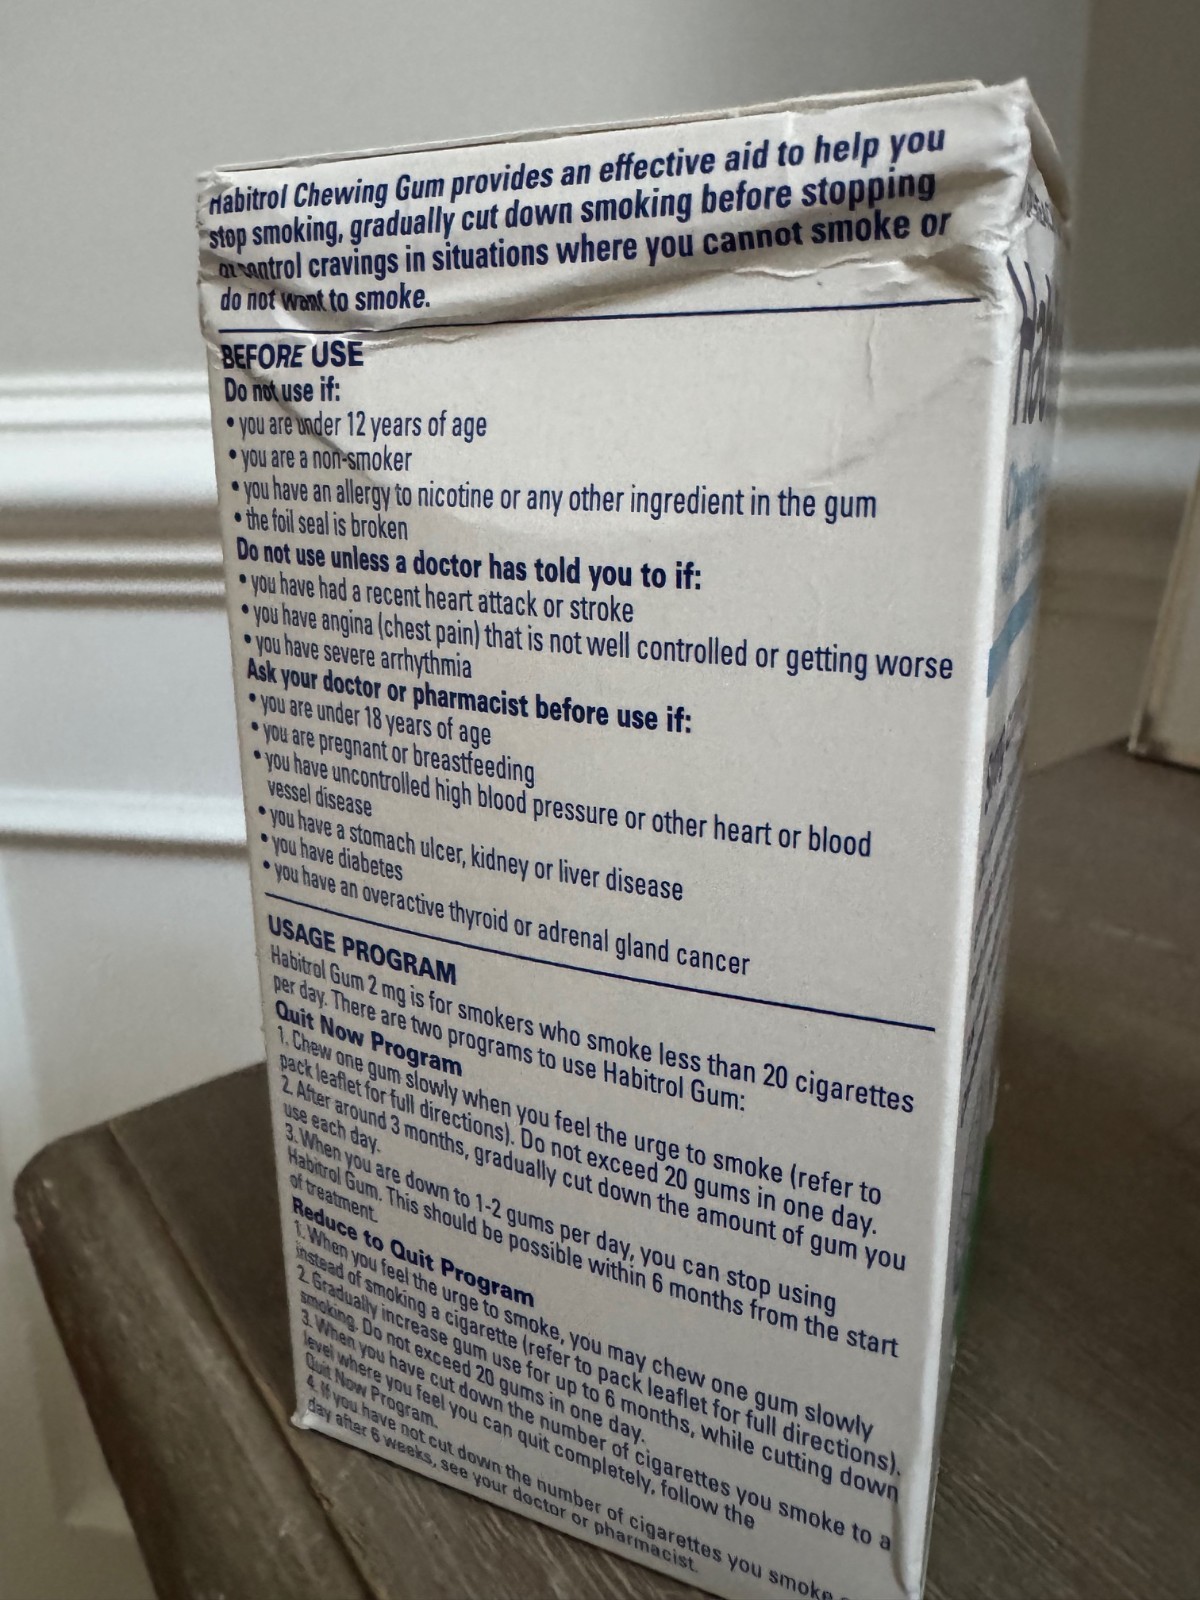 Habitrol Chewing Gum provides an effective aid to help you
stop smoking, gradually cut down smoking before stopping
or control cravings in situations where you cannot smoke or
do not want to smoke.
BEFORE USE
Do not use if:
• you are under 12 years of age
• you are a non-smoker
• you have an allergy to nicotine or any other ingredient in the gum
• the foil seal is broken
Do not use unless a doctor has told you to if:
• you have had a recent heart attack or stroke
• you have angina (chest pain) that is not well controlled or getting worse
• you have severe arrhythmia
Ask your doctor or pharmacist before use if:
• you are under 18 years of age
• you are pregnant or breastfeeding
• you have uncontrolled high blood pressure or other heart or blood
vessel disease
• you have a stomach ulcer, kidney or liver disease
• you have diabetes
• you have an overactive thyroid or adrenal gland cancer
USAGE PROGRAM
Habitrol Gum 2 mg is for smokers who smoke less than 20 cigarettes
per day. There are two programs to use Habitrol Gum:
Quit Now Program
1. Chew one gum slowly when you feel the urge to smoke (refer to
pack leaflet for full directions). Do not exceed 20 gums in one day.
2. After around 3 months, gradually cut down the amount of gum you
use each day.
3. When you are down to 1-2 gums per day, you can stop using
Habitrol Gum. This should be possible within 6 months from the start
of treatment.
Reduce to Quit Program
1. When you feel the urge to smoke, you may chew one gum slowly
instead of smoking a cigarette (refer to pack leaflet for full directions).
2. Gradually increase gum use for up to 6 months, while cutting down
smoking. Do not exceed 20 gums in one day.
3. When you have cut down the number of cigarettes you smoke to a
level where you feel you can quit completely, follow the
Quit Now Program.
4. If you have not cut down the number of cigarettes you smoke
day after 6 weeks, see your doctor or pharmacist.